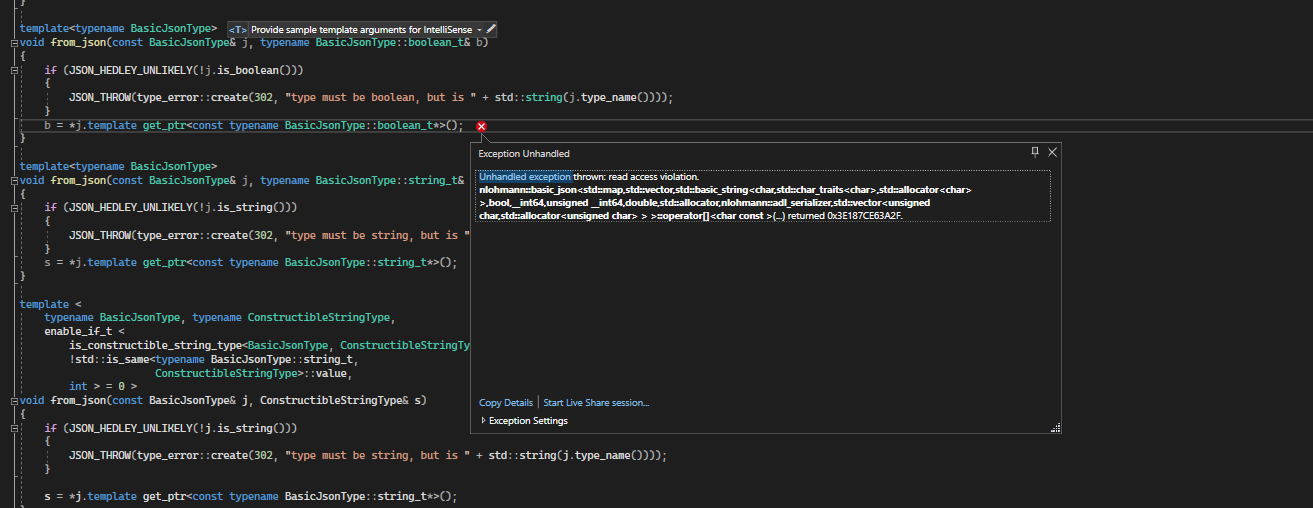 }
template<typename BasicJsonType> <T> Provide sample template arguments for IntelliSense
void from_json(const BasicJsonType& j, typename BasicJsonType::boolean_t& b)
{
if (JSON_HEDLEY_UNLIKELY(!j.is_boolean()))
{
JSON_THROW(type_error::create(302, "type must be boolean, but is " + std::string(j.type_name())));
}
b = *j.template get_ptr<const typename BasicJsonType::boolean_t*>();
}
template<typename BasicJsonType>
void from_json(const BasicJsonType& j, typename BasicJsonType::string_t&
{
if (JSON_HEDLEY_UNLIKELY(!j.is_string()))
{
JSON_THROW(type_error::create(302, "type must be string, but is "
}
s = *j.template get_ptr<const typename BasicJsonType::string_t*>();
}
template <
typename BasicJsonType, typename ConstructibleStringType,
enable_if_t <
is_constructible_string_type<BasicJsonType, ConstructibleStringTy
!std::is_same<typename BasicJsonType::string_t,
ConstructibleStringType>::value,
int > = 0 >
void from_json(const BasicJsonType& j, ConstructibleStringType& s)
{
if (JSON_HEDLEY_UNLIKELY(!j.is_string()))
{
JSON_THROW(type_error::create(302, "type must be string, but is " + std::string(j.type_name())));
}
s = *j.template get_ptr<const typename BasicJsonType::string_t*>();
Exception Unhandled
Unhandled exception thrown: read access violation.
nlohmann::basic_json<std::map,std::vector,std::basic_string<char,std::char_traits<char>,std::allocator<char>
>,bool,__int64,unsigned __int64,double,std::allocator,nlohmann::adl_serializer,std::vector<unsigned
char,std::allocator<unsigned char> > >::operator[]<char const >(...) returned 0x3E187CE63A2F.
Copy Details | Start Live Share session...
Exception Settings